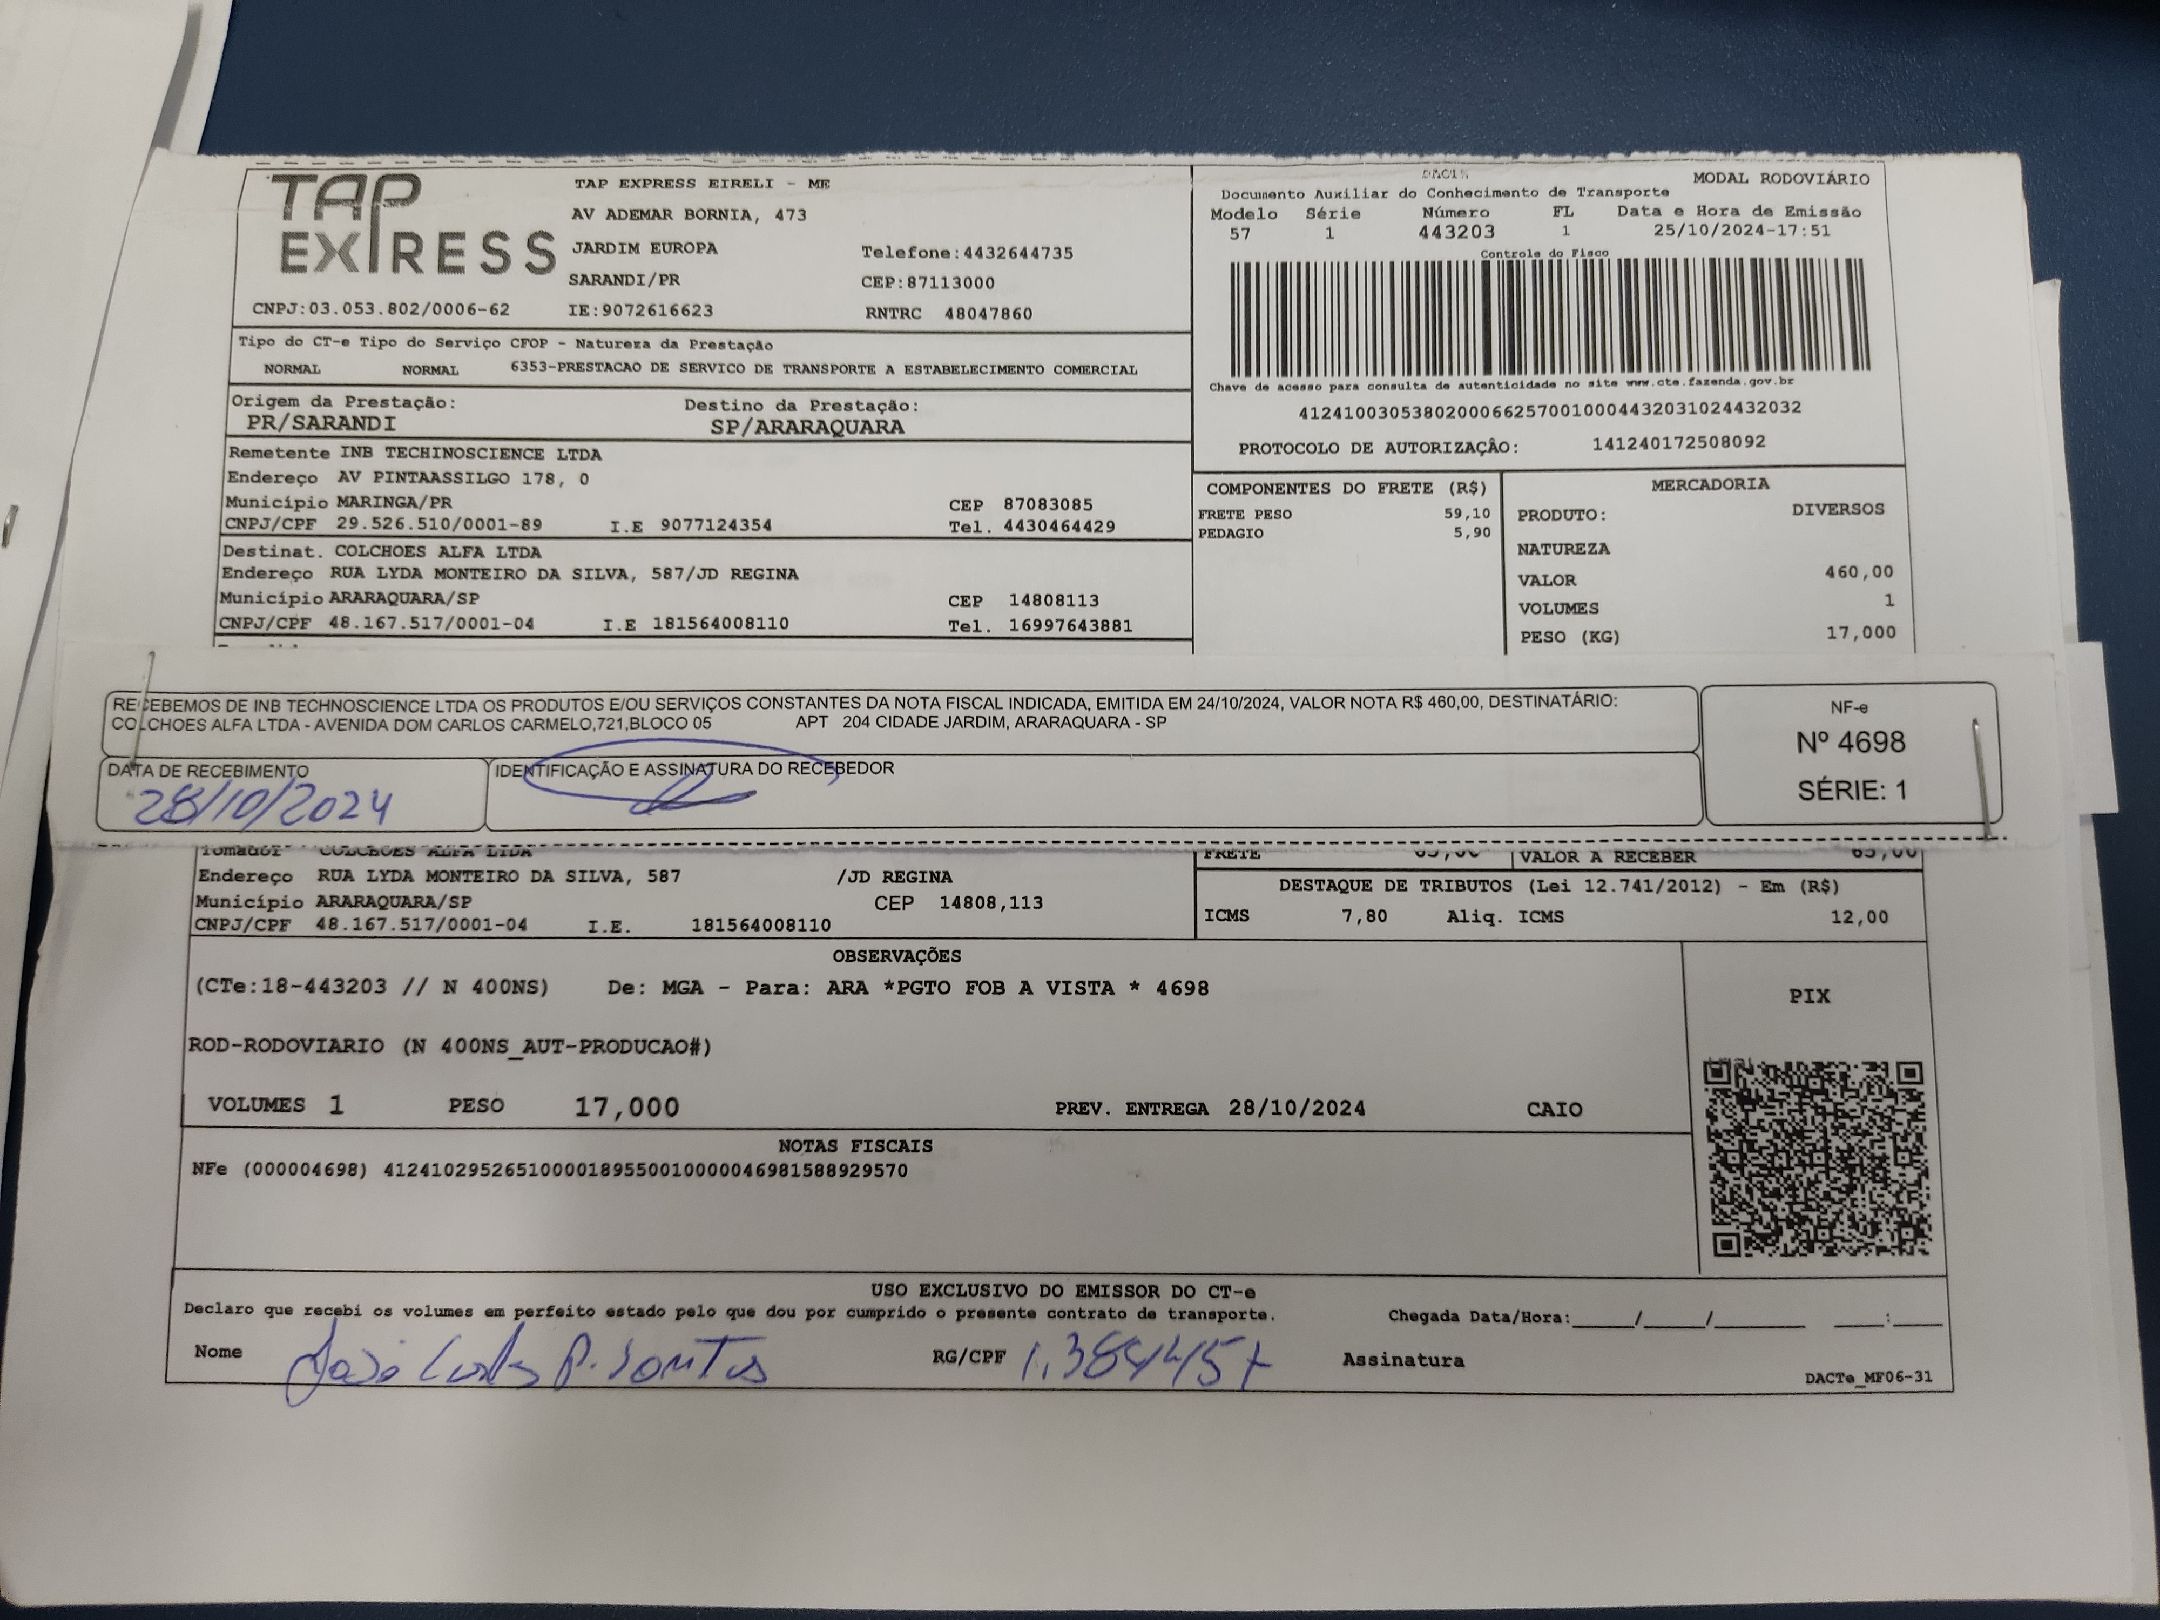 TAP EXPRESS
TAP EXPRESS EIRELI - ME
AV ADEMAR BORNIA, 473
JARDIM EUROPA Telefone:4432644735
SARANDI/PR CEP:87113000
CNPJ:03.053.802/0006-62 IE:9072616623 RNTRC 48047860
MODAL RODOVIÁRIO
Documento Auxiliar do Conhecimento de Transporte
Modelo Série Número FL Data e Hora de Emissão
57 1 443203 1 25/10/2024-17:51
Controle do Fisco
Chave de acesso para consulta de autenticidade no site www.cte.fazenda.gov.br
41241003053802000662570010004432031024432032
PROTOCOLO DE AUTORIZAÇÂO: 141240172508092
Tipo do CT-e Tipo do Serviço CFOP - Natureza da Prestação
NORMAL NORMAL 6353-PRESTACAO DE SERVICO DE TRANSPORTE A ESTABELECIMENTO COMERCIAL
Origem da Prestação: Destino da Prestação:
PR/SARANDI SP/ARARAQUARA
Remetente INB TECHINOSCIENCE LTDA
Endereço AV PINTAASSILGO 178, 0
Município MARINGA/PR CEP 87083085
CNPJ/CPF 29.526.510/0001-89 I.E 9077124354 Tel. 4430464429
Destinat. COLCHOES ALFA LTDA
Endereço RUA LYDA MONTEIRO DA SILVA, 587/JD REGINA
Município ARARAQUARA/SP CEP 14808113
CNPJ/CPF 48.167.517/0001-04 I.E 181564008110 Tel. 16997643881
COMPONENTES DO FRETE (R$)
FRETE PESO 59,10
PEDAGIO 5,90
MERCADORIA
PRODUTO: DIVERSOS
NATUREZA
VALOR 460,00
VOLUMES 1
PESO (KG) 17,000
RECEBEMOS DE INB TECHNOSCIENCE LTDA OS PRODUTOS E/OU SERVIÇOS CONSTANTES DA NOTA FISCAL INDICADA, EMITIDA EM 24/10/2024, VALOR NOTA R$ 460,00, DESTINATÁRIO:
COLCHOES ALFA LTDA - AVENIDA DOM CARLOS CARMELO,721,BLOCO 05 APT 204 CIDADE JARDIM, ARARAQUARA - SP
DATA DE RECEBIMENTO IDENTIFICAÇÃO E ASSINATURA DO RECEBEDOR
28/10/2024
NF-e
Nº 4698
SÉRIE: 1
Tomador COLCHOES ALFA LTDA
Endereço RUA LYDA MONTEIRO DA SILVA, 587 /JD REGINA
Município ARARAQUARA/SP CEP 14808,113
CNPJ/CPF 48.167.517/0001-04 I.E. 181564008110
FRETE 65,00 VALOR A RECEBER 65,00
DESTAQUE DE TRIBUTOS (Lei 12.741/2012) - Em (R$)
ICMS 7,80 Aliq. ICMS 12,00
OBSERVAÇÕES
(CTe:18-443203 // N 400NS) De: MGA - Para: ARA *PGTO FOB A VISTA * 4698
ROD-RODOVIARIO (N 400NS_AUT-PRODUCAO#)
VOLUMES 1 PESO 17,000 PREV. ENTREGA 28/10/2024 CAIO
PIX
NOTAS FISCAIS
NFe (000004698) 41241029526510000189550010000046981588929570
USO EXCLUSIVO DO EMISSOR DO CT-e
Declaro que recebi os volumes em perfeito estado pelo que dou por cumprido o presente contrato de transporte. Chegada Data/Hora:_____/_____/_______ ____:____
Nome RG/CPF Assinatura
DACTe_MF06-31